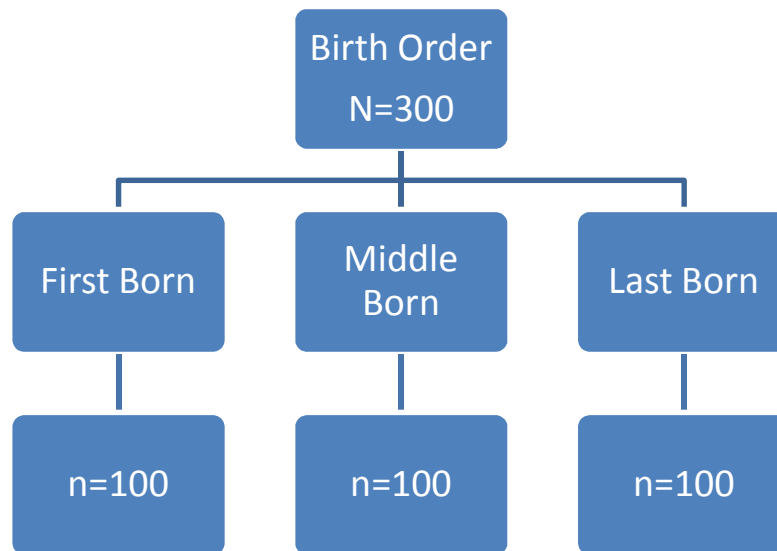 Birth Order
N=300
First Born
Middle
Born
Last Born
n=100
n=100
n=100